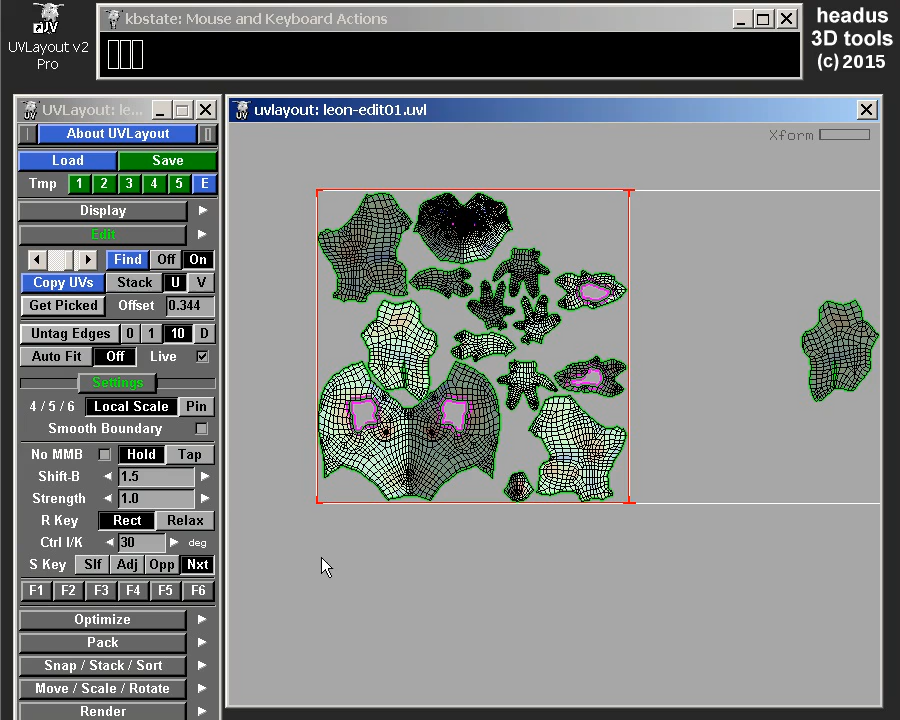 UVLayout v2
Pro
kbstate: Mouse and Keyboard Actions
headus
3D tools
(c) 2015
UVLayout: le...
uvlayout: leon-edit01.uvl
About UVLayout
Xform
Load Save
Tmp 1 2 3 4 5 E
Display
Edit
Find Off On
Copy UVs Stack U V
Get Picked Offset 0.344
Untag Edges 0 1 10 D
Auto Fit Off Live
Settings
4 / 5 / 6 Local Scale Pin
Smooth Boundary
No MMB Hold Tap
Shift-B 1.5
Strength 1.0
R Key Rect Relax
Ctrl I/K 30 deg
S Key Slf Adj Opp Nxt
F1 F2 F3 F4 F5 F6
Optimize
Pack
Snap / Stack / Sort
Move / Scale / Rotate
Render